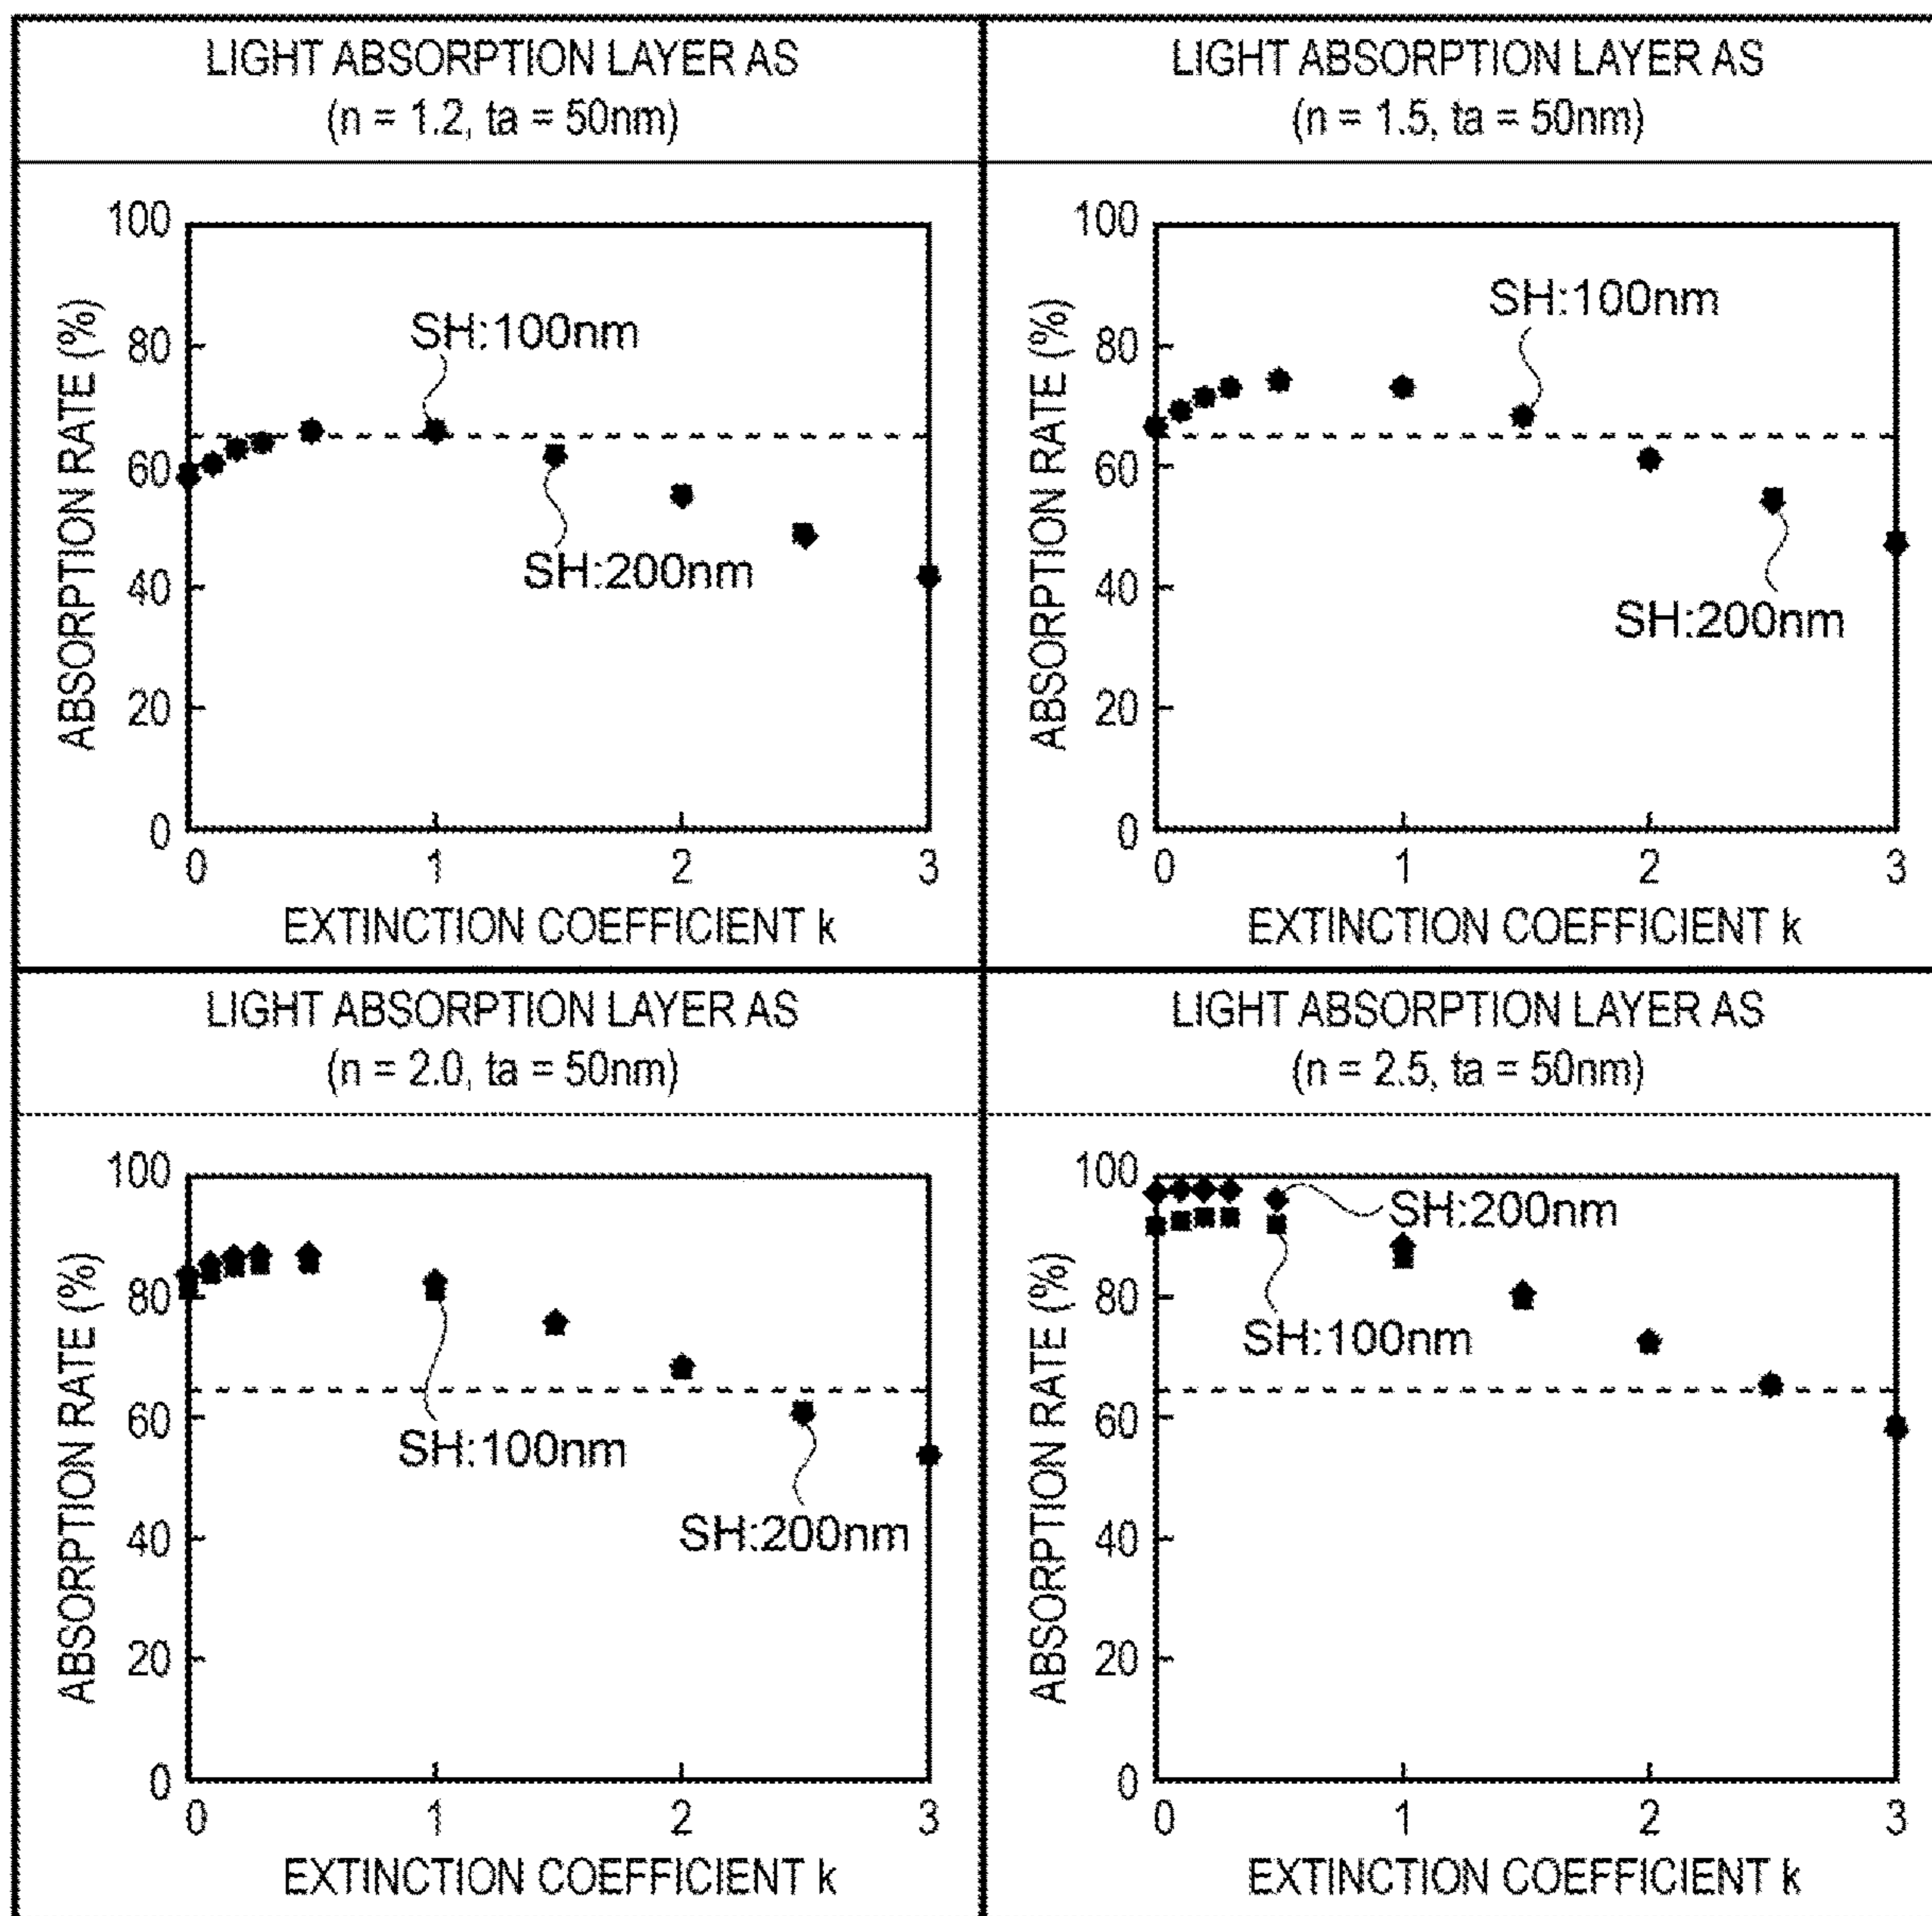 LIGHT ABSORPTION LAYER AS
(n = 1.2, ta = 50nm)
100
80
60
40
20
0
ABSORPTION RATE (%)
SH:100nm
SH:200nm
0 1 2 3
EXTINCTION COEFFICIENT k
LIGHT ABSORPTION LAYER AS
(n = 1.5, ta = 50nm)
100
80
60
40
20
0
ABSORPTION RATE (%)
SH:100nm
SH:200nm
0 1 2 3
EXTINCTION COEFFICIENT k
LIGHT ABSORPTION LAYER AS
(n = 2.0, ta = 50nm)
100
80
60
40
20
0
ABSORPTION RATE (%)
SH:100nm
SH:200nm
0 1 2 3
EXTINCTION COEFFICIENT k
LIGHT ABSORPTION LAYER AS
(n = 2.5, ta = 50nm)
100
80
60
40
20
0
ABSORPTION RATE (%)
SH:200nm
SH:100nm
0 1 2 3
EXTINCTION COEFFICIENT k